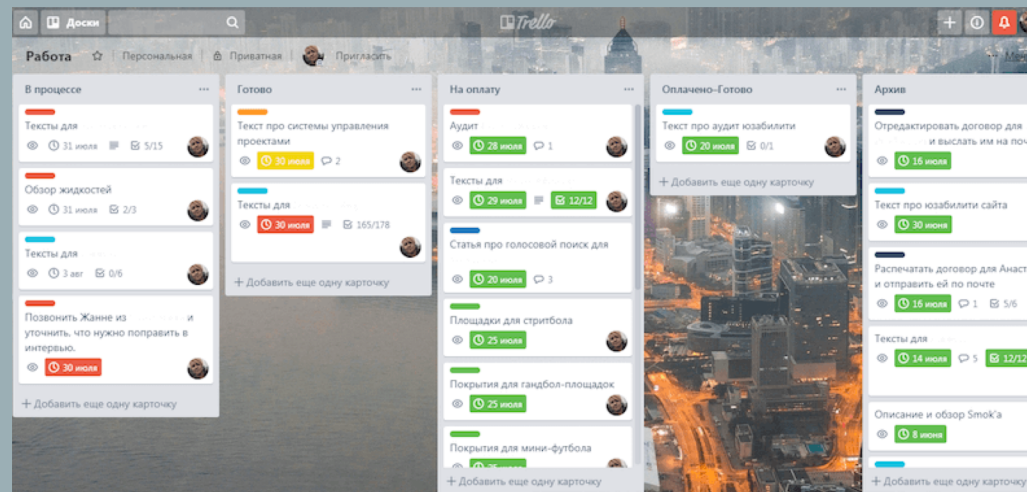 Доски
Trello
Работа
Персональная
Приватная
Пригласить
В процессе
Тексты для
31 июля
5/15
Обзор жидкостей
31 июля
2/3
Тексты для
3 авг
0/6
Позвонить Жанне из и
уточнить, что нужно поправить в
интервью.
30 июля
+ Добавить еще одну карточку
Готово
Текст про системы управления
проектами
30 июля
2
Тексты для
30 июля
165/178
+ Добавить еще одну карточку
На оплату
Аудит
28 июля
1
Тексты для
29 июля
12/12
Статья про голосовой поиск для
20 июля
3
Площадки для стритбола
25 июля
Покрытия для гандбол-площадок
25 июля
Покрытия для мини-футбола
+ Добавить еще одну карточку
Оплачено-Готово
Текст про аудит юзабилити
20 июля
0/1
+ Добавить еще одну карточку
Архив
Отредактировать договор для
и выслать им на поч
16 июля
Текст про юзабилити сайта
30 июня
Распечатать договор для Анаст
и отправить ей по почте
16 июля
1
5/6
Тексты для
14 июля
5
12/12
Описание и обзор Smok'a
8 июня
+ Добавить еще одну карточку